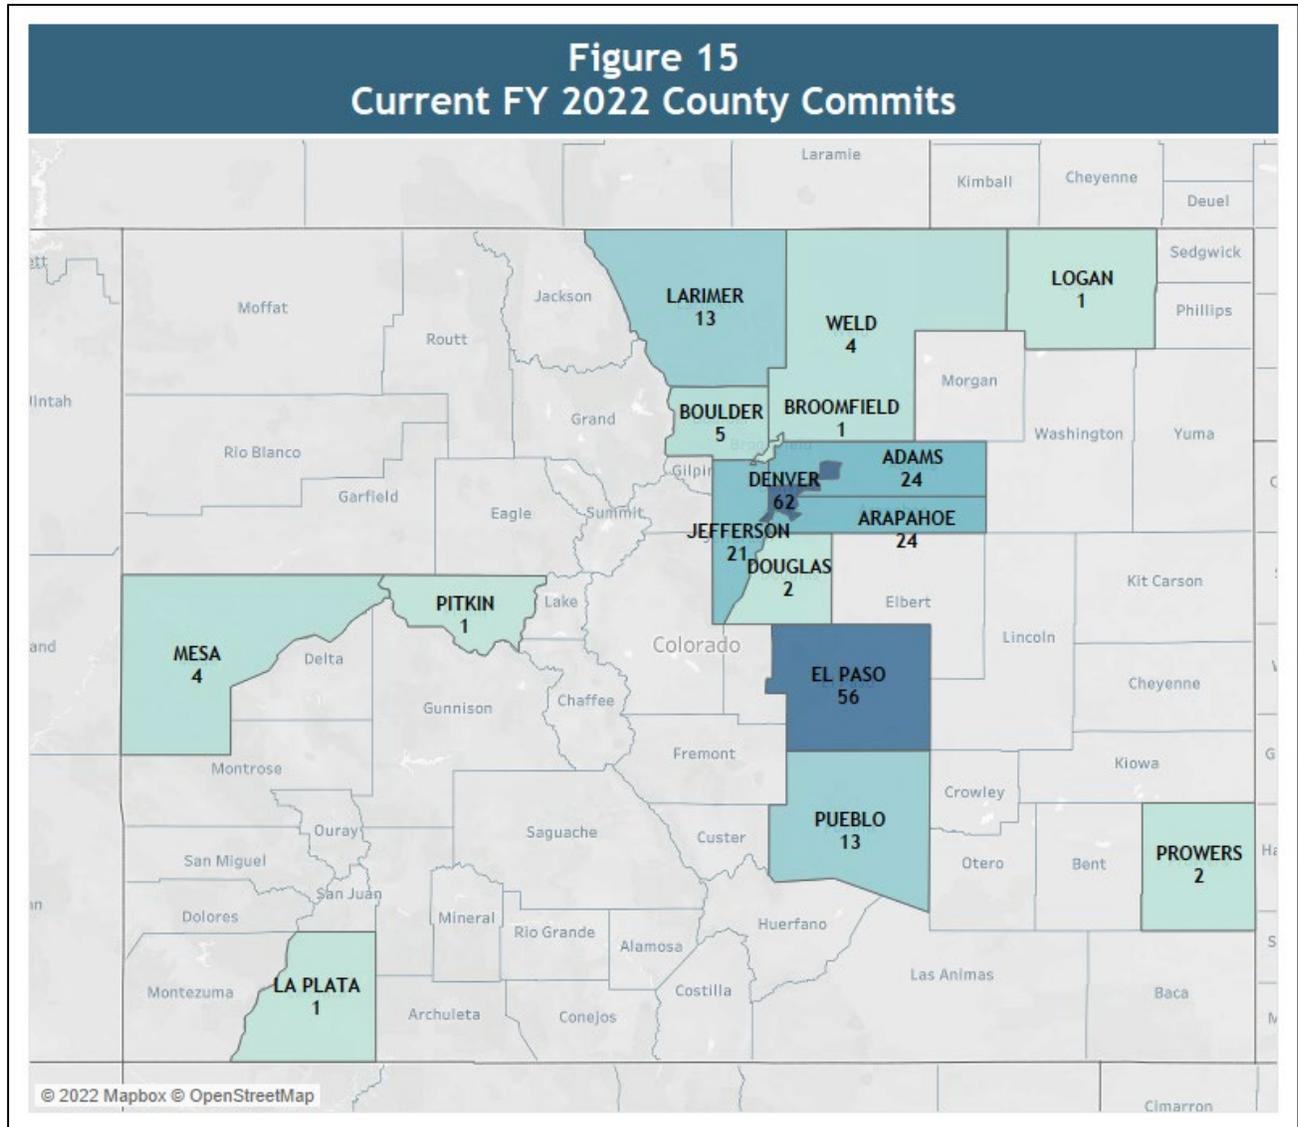 Figure 15
Current FY 2022 County Commits
Laramie
Kimball
Cheyenne
Deuel
Sedgwick
Phillips
LOGAN
1
LARIMER
13
Jackson
Moffat
Routt
WELD
4
Morgan
Grand
BOULDER
5
BROOMFIELD
1
Washington
Yuma
Rio Blanco
Garfield
Gilpin
DENVER
62
ADAMS
24
Eagle
Summit
JEFFERSON
21
ARAPAHOE
24
DOUGLAS
2
Kit Carson
Elbert
Lincoln
PITKIN
1
Lake
MESA
4
Delta
Colorado
EL PASO
56
Cheyenne
Gunnison
Chaffee
Fremont
Montrose
Kiowa
Crowley
PUEBLO
13
Ouray
Saguache
Custer
San Miguel
Otero
Bent
PROWERS
2
San Juan
Dolores
Mineral
Rio Grande
Alamosa
Huerfano
LA PLATA
1
Montezuma
Archuleta
Conejos
Costilla
Las Animas
Baca
© 2022 Mapbox © OpenStreetMap
Cimarron